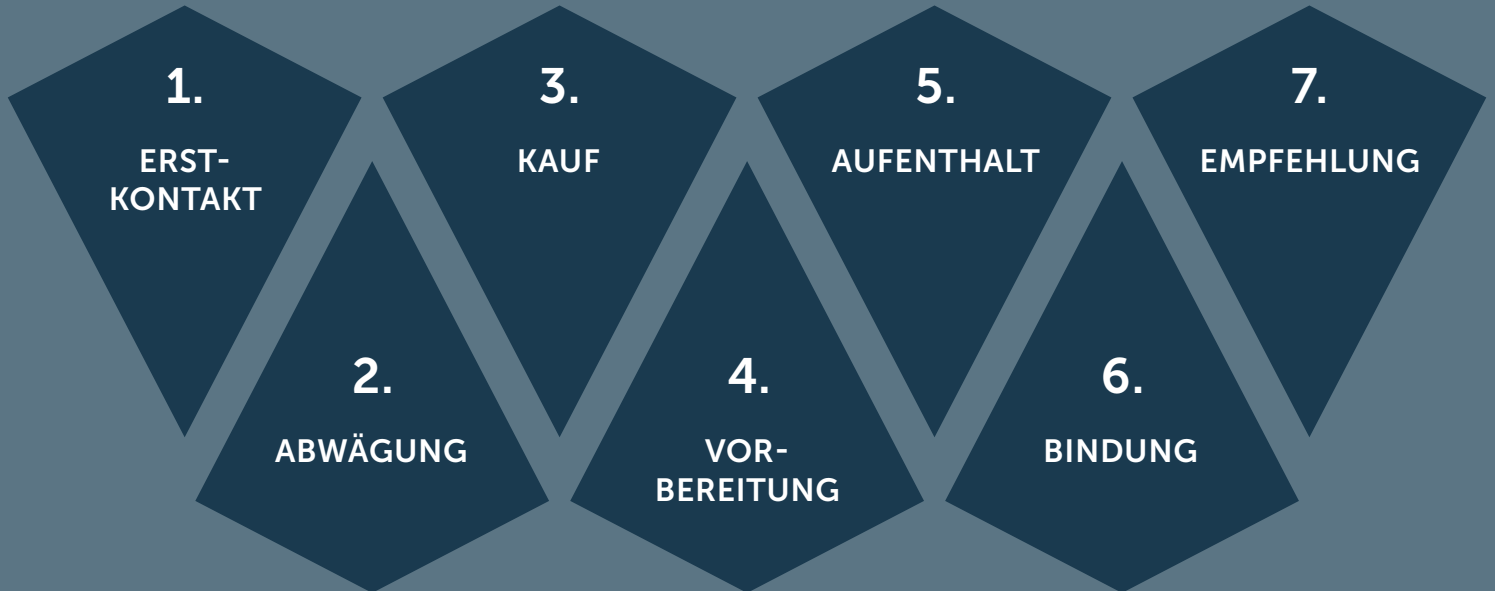 1.
ERST-
KONTAKT
2.
ABWÄGUNG
3.
KAUF
4.
VOR-
BEREITUNG
5.
AUFENTHALT
6.
BINDUNG
7.
EMPFEHLUNG